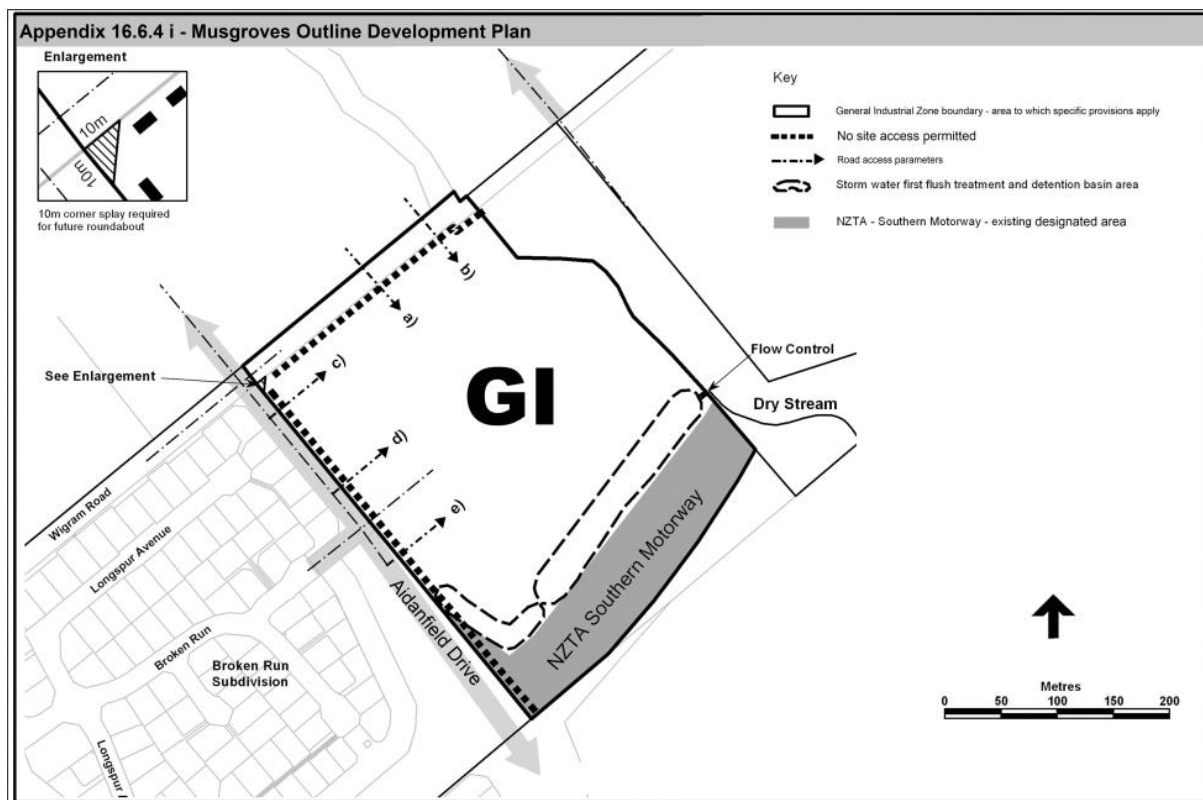 Appendix 16.6.4 i - Musgroves Outline Development Plan
Enlargement
10m
10m
10m corner splay required
for future roundabout
Key
General Industrial Zone boundary - area to which specific provisions apply
No site access permitted
Road access parameters
Storm water first flush treatment and detention basin area
NZTA - Southern Motorway - existing designated area
b)
a)
c)
See Enlargement
Flow Control
GI
Dry Stream
d)
e)
Wigram Road
Longspur Avenue
NZTA Southern Motorway
Aidanfield Drive
Broken Run
Broken Run
Subdivision
Metres
0 50 100 150 200